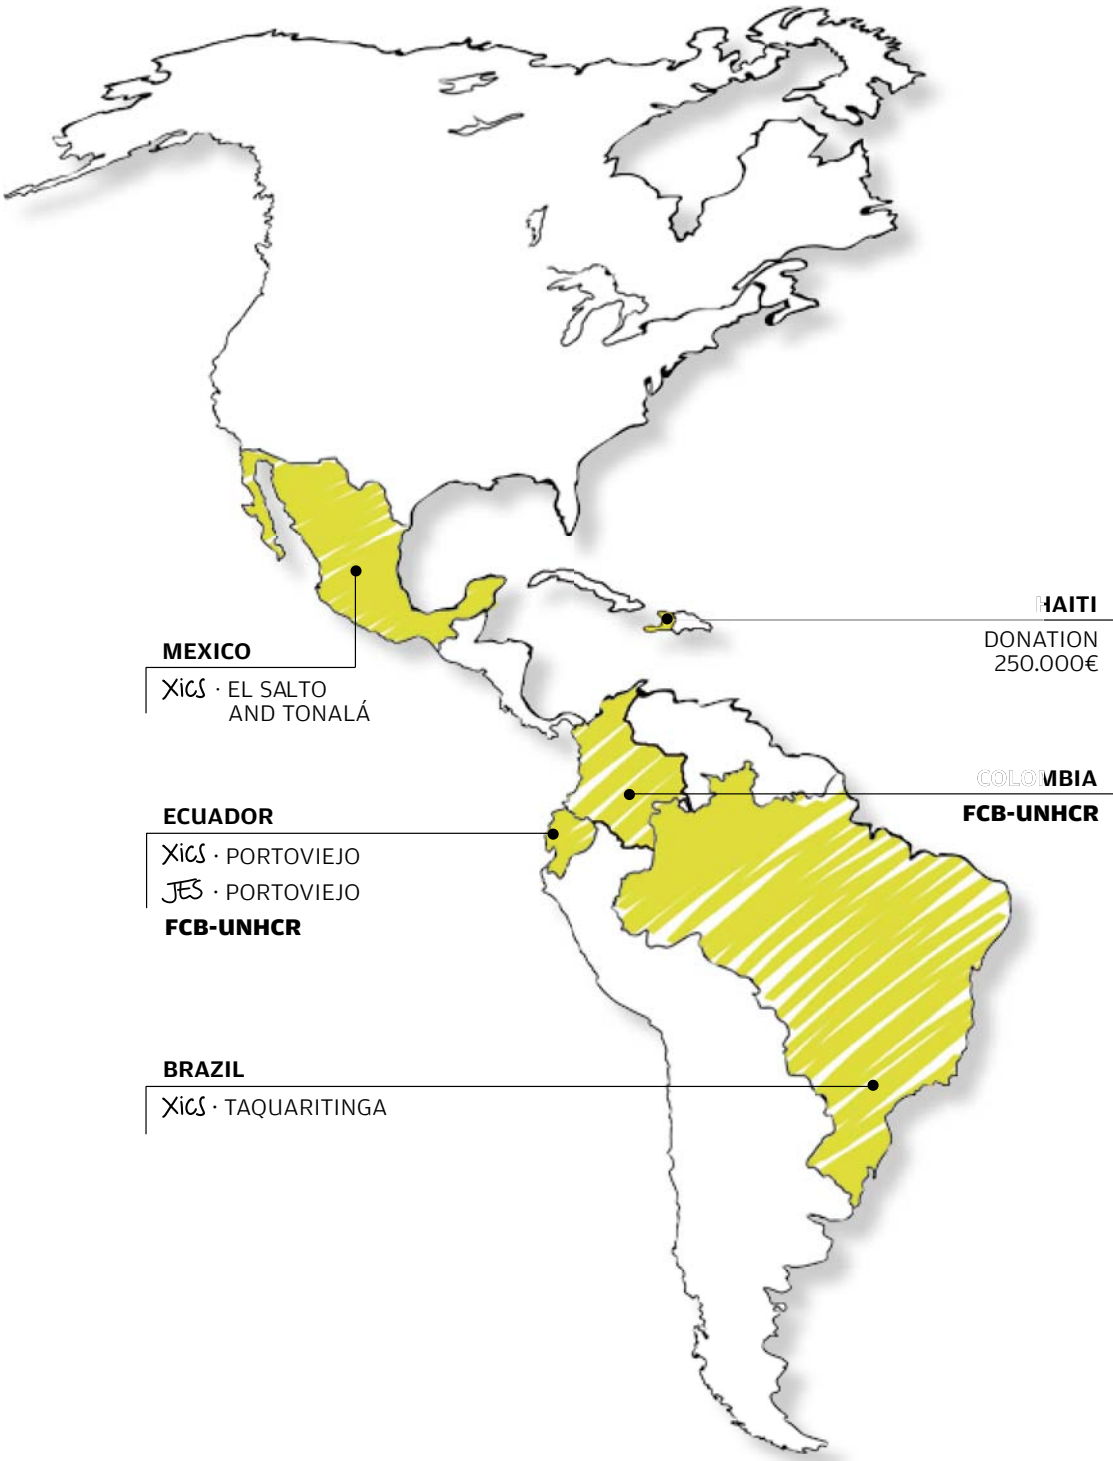 HAITI
DONATION
250.000€
MEXICO
XICS · EL SALTO
AND TONALÁ
COLOMBIA
FCB-UNHCR
ECUADOR
XICS · PORTOVIEJO
JES · PORTOVIEJO
FCB-UNHCR
BRAZIL
XICS · TAQUARITINGA